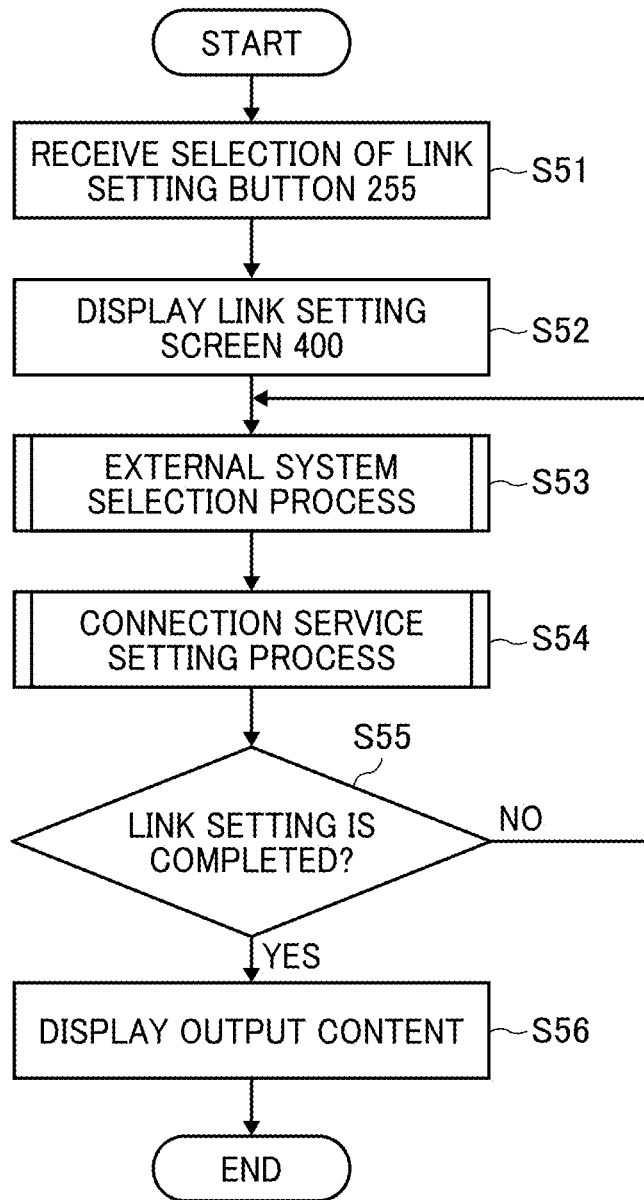 START
RECEIVE SELECTION OF LINK
SETTING BUTTON 255
S51
DISPLAY LINK SETTING
SCREEN 400
S52
EXTERNAL SYSTEM
SELECTION PROCESS
S53
CONNECTION SERVICE
SETTING PROCESS
S54
S55
LINK SETTING IS
COMPLETED?
NO
YES
DISPLAY OUTPUT CONTENT
S56
END